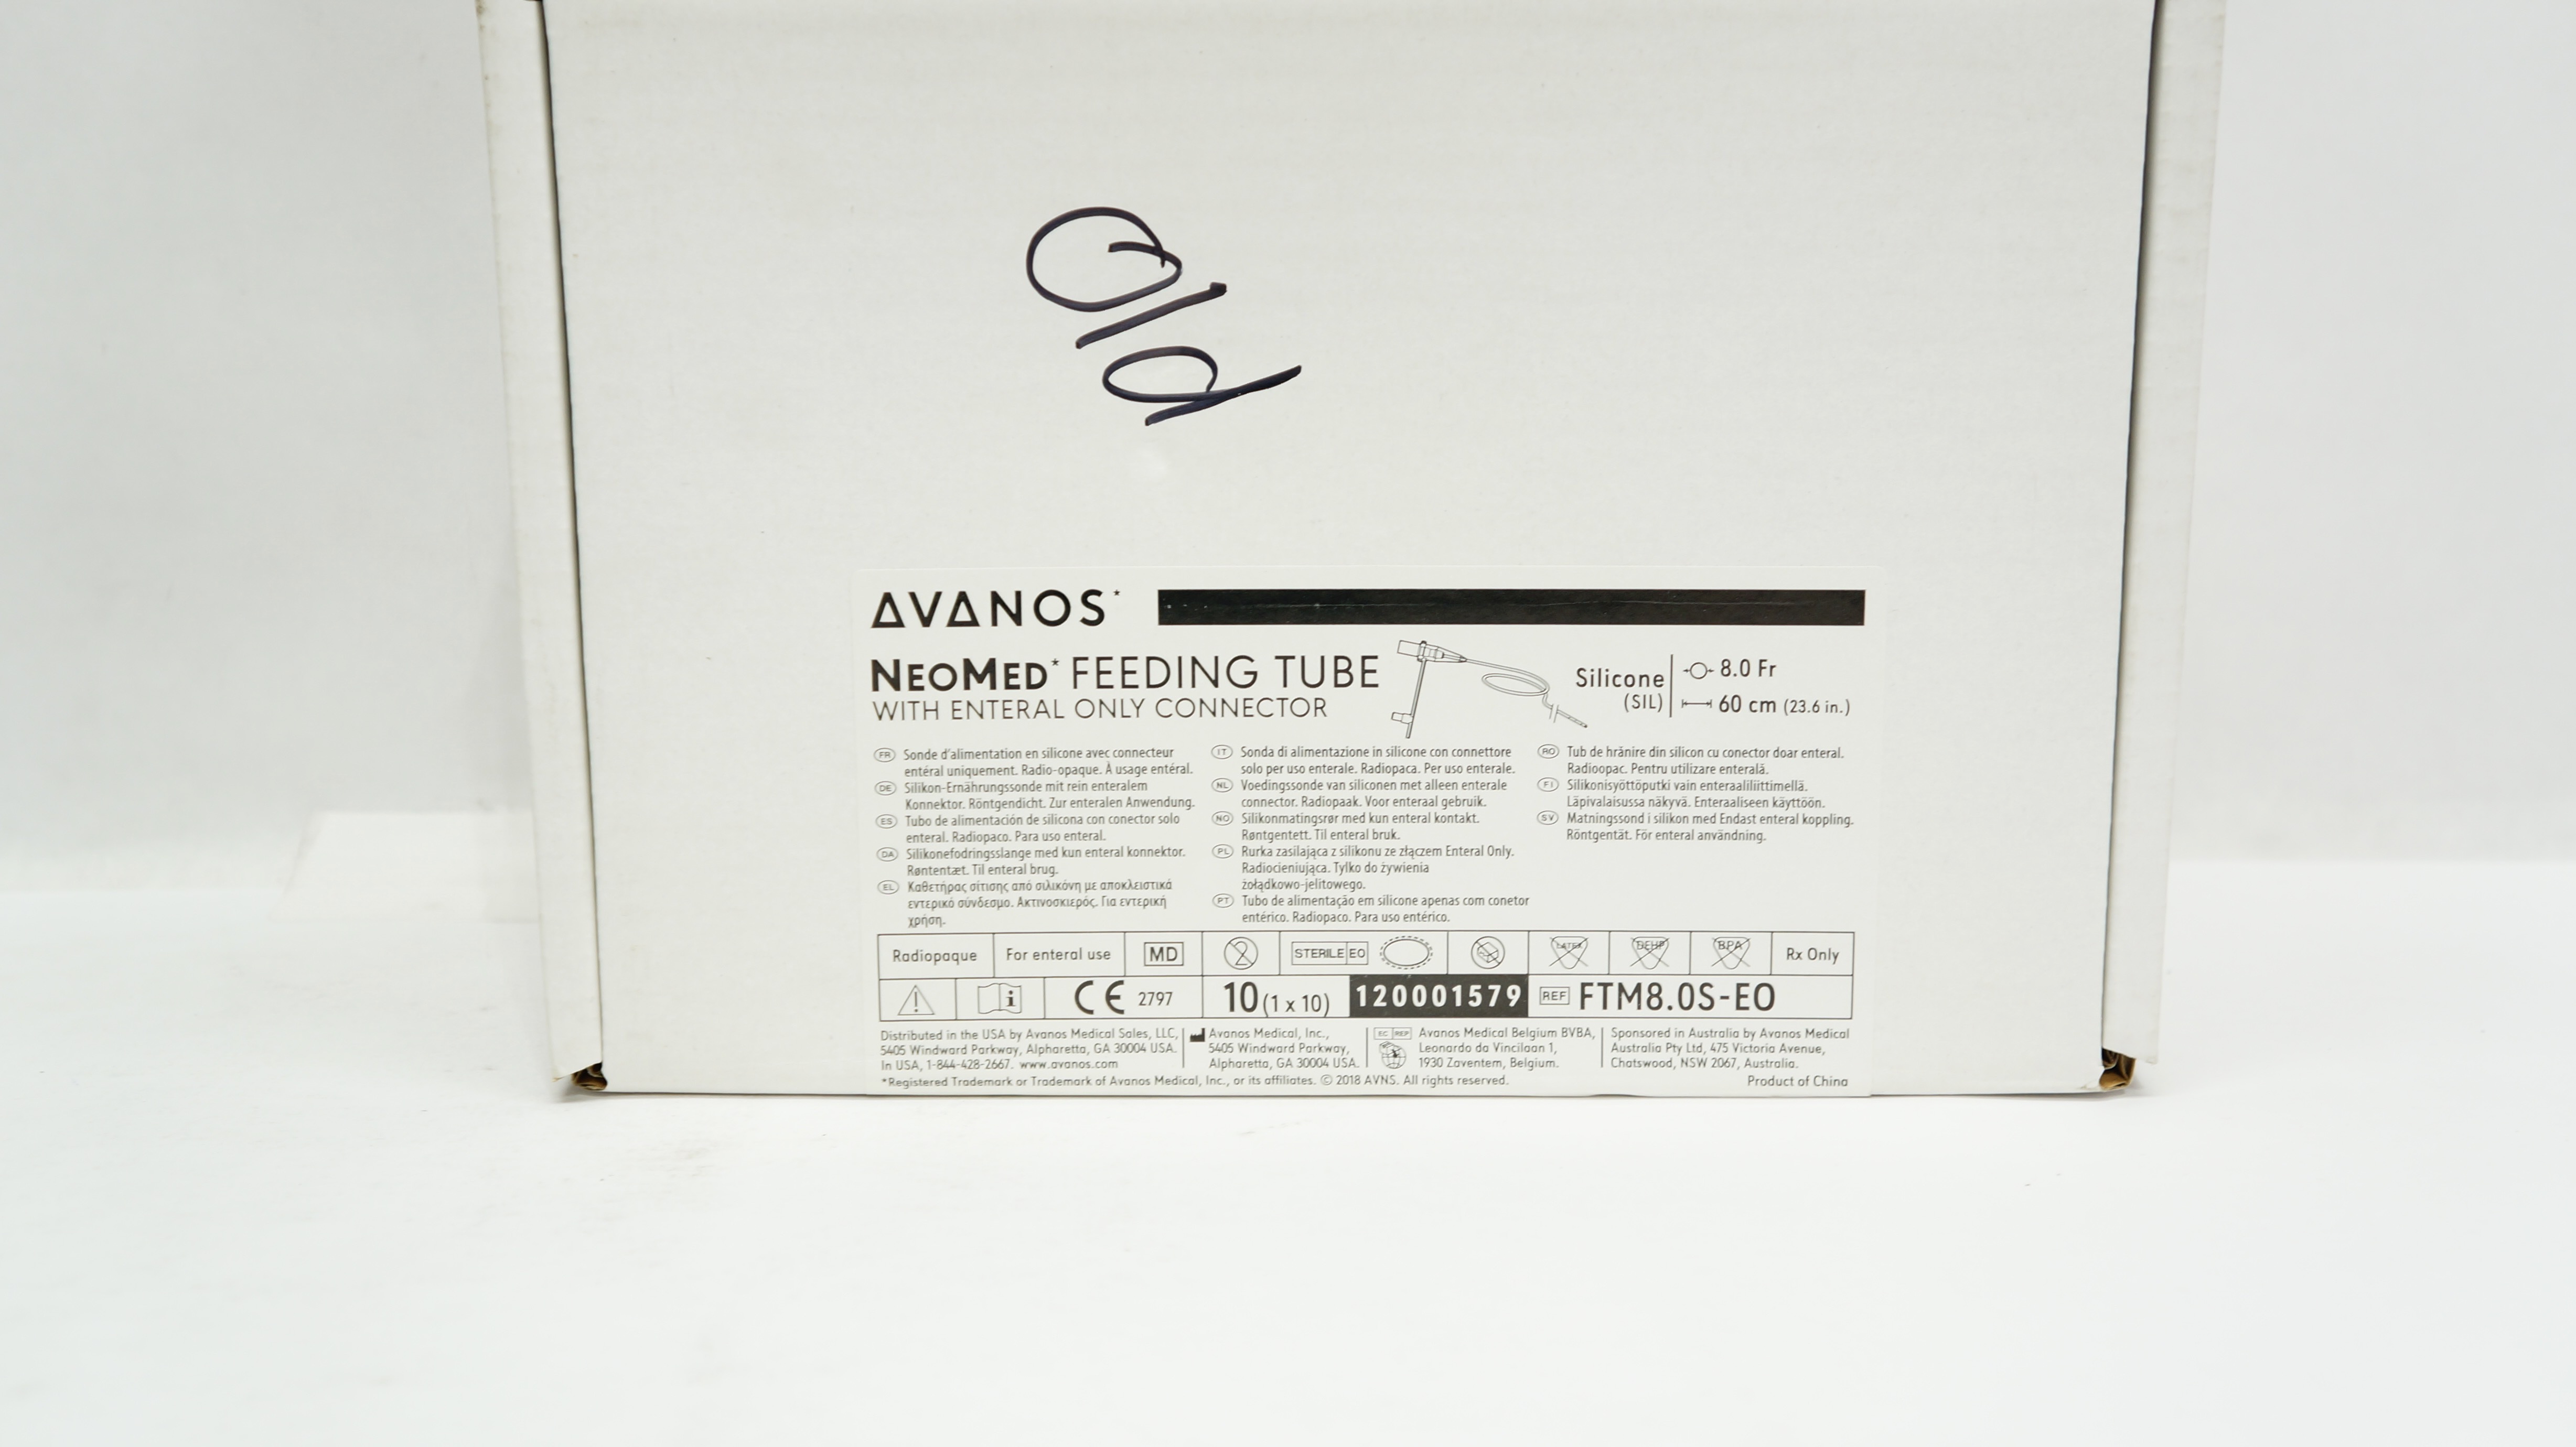 Old
AVANOS*
NEOMED* FEEDING TUBE
WITH ENTERAL ONLY CONNECTOR
Silicone
(SIL)
8.0 Fr
60 cm (23.6 in.)
FR Sonde d'alimentation en silicone avec connecteur
entéral uniquement. Radio-opaque. À usage entéral.
DE Silikon-Ernährungssonde mit rein enteralem
Konnektor. Röntgendicht. Zur enteralen Anwendung.
ES Tubo de alimentación de silicona con conector solo
enteral. Radiopaco. Para uso enteral.
DA Silikonefodringsslange med kun enteral konnektor.
Røntentæt. Til enteral brug.
EL Καθετήρας σίτισης από σιλικόνη με αποκλειστικά
εντερικό σύνδεσμο. Ακτινοσκιερός. Για εντερική
χρήση.
IT Sonda di alimentazione in silicone con connettore
solo per uso enterale. Radiopaca. Per uso enterale.
NL Voedingssonde van siliconen met alleen enterale
connector. Radiopaak. Voor enteraal gebruik.
NO Silikonmatingsrør med kun enteral kontakt.
Røntgentett. Til enteral bruk.
PL Rurka zasilająca z silikonu ze złączem Enteral Only.
Radiocieniująca. Tylko do żywienia
żołądkowo-jelitowego.
PT Tubo de alimentação em silicone apenas com conetor
entérico. Radiopaco. Para uso entérico.
RO Tub de hrănire din silicon cu conector doar enteral.
Radioopac. Pentru utilizare enterală.
FI Silikonisyöttöputki vain enteraaliliittimellä.
Läpivalaisussa näkyvä. Enteraaliseen käyttöön.
SV Matningssond i silikon med Endast enteral koppling.
Röntgentät. För enteral användning.
Radiopaque For enteral use MD 2 STERILE EO LATEX DEHP BPA Rx Only
CE 2797 10 (1 x 10) 120001579 REF FTM8.0S-EO
Distributed in the USA by Avanos Medical Sales, LLC,
5405 Windward Parkway, Alpharetta, GA 30004 USA.
In USA, 1-844-428-2667. www.avanos.com
Avanos Medical, Inc.,
5405 Windward Parkway,
Alpharetta, GA 30004 USA.
EC REP Avanos Medical Belgium BVBA,
Leonardo da Vincilaan 1,
1930 Zaventem, Belgium.
Sponsored in Australia by Avanos Medical
Australia Pty Ltd, 475 Victoria Avenue,
Chatswood, NSW 2067, Australia.
*Registered Trademark or Trademark of Avanos Medical, Inc., or its affiliates. © 2018 AVNS. All rights reserved.
Product of China